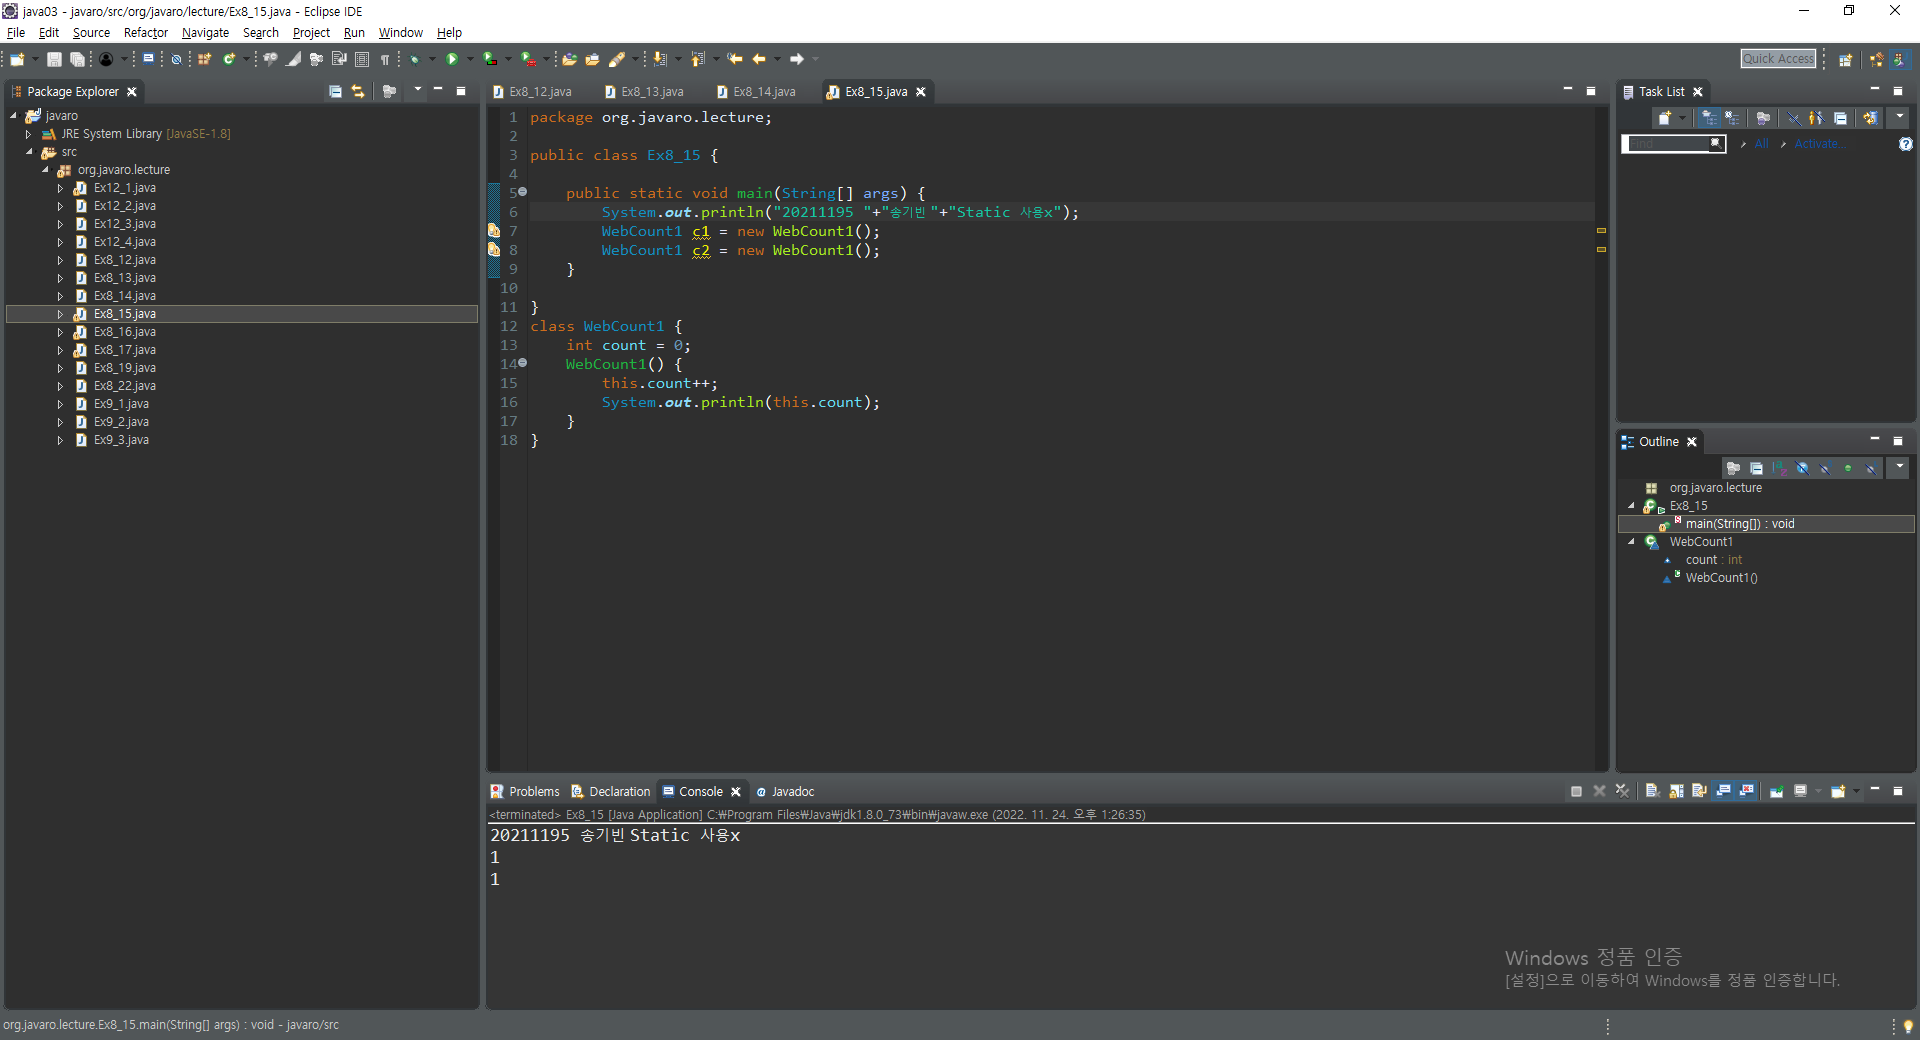 java03 - javaro/src/org/javaro/lecture/Ex8_15.java - Eclipse IDE
File Edit Source Refactor Navigate Search Project Run Window Help
Quick Access
Package Explorer
javaro
JRE System Library [JavaSE-1.8]
src
org.javaro.lecture
Ex12_1.java
Ex12_2.java
Ex12_3.java
Ex12_4.java
Ex8_12.java
Ex8_13.java
Ex8_14.java
Ex8_15.java
Ex8_16.java
Ex8_17.java
Ex8_19.java
Ex8_22.java
Ex9_1.java
Ex9_2.java
Ex9_3.java
Ex8_12.java Ex8_13.java Ex8_14.java Ex8_15.java
1 package org.javaro.lecture;
2
3 public class Ex8_15 {
4
5 public static void main(String[] args) {
6 System.out.println("20211195 "+"송기빈 "+"Static 사용x");
7 WebCount1 c1 = new WebCount1();
8 WebCount1 c2 = new WebCount1();
9 }
10
11 }
12 class WebCount1 {
13 int count = 0;
14 WebCount1() {
15 this.count++;
16 System.out.println(this.count);
17 }
18 }
Task List
Find All Activate...
Outline
org.javaro.lecture
Ex8_15
main(String[]) : void
WebCount1
count : int
WebCount1()
Problems Declaration Console Javadoc
<terminated> Ex8_15 [Java Application] C:₩Program Files₩Java₩jdk1.8.0_73₩bin₩javaw.exe (2022. 11. 24. 오후 1:26:35)
20211195 송기빈 Static 사용x
1
1
Windows 정품 인증
[설정]으로 이동하여 Windows를 정품 인증합니다.
org.javaro.lecture.Ex8_15.main(String[] args) : void - javaro/src